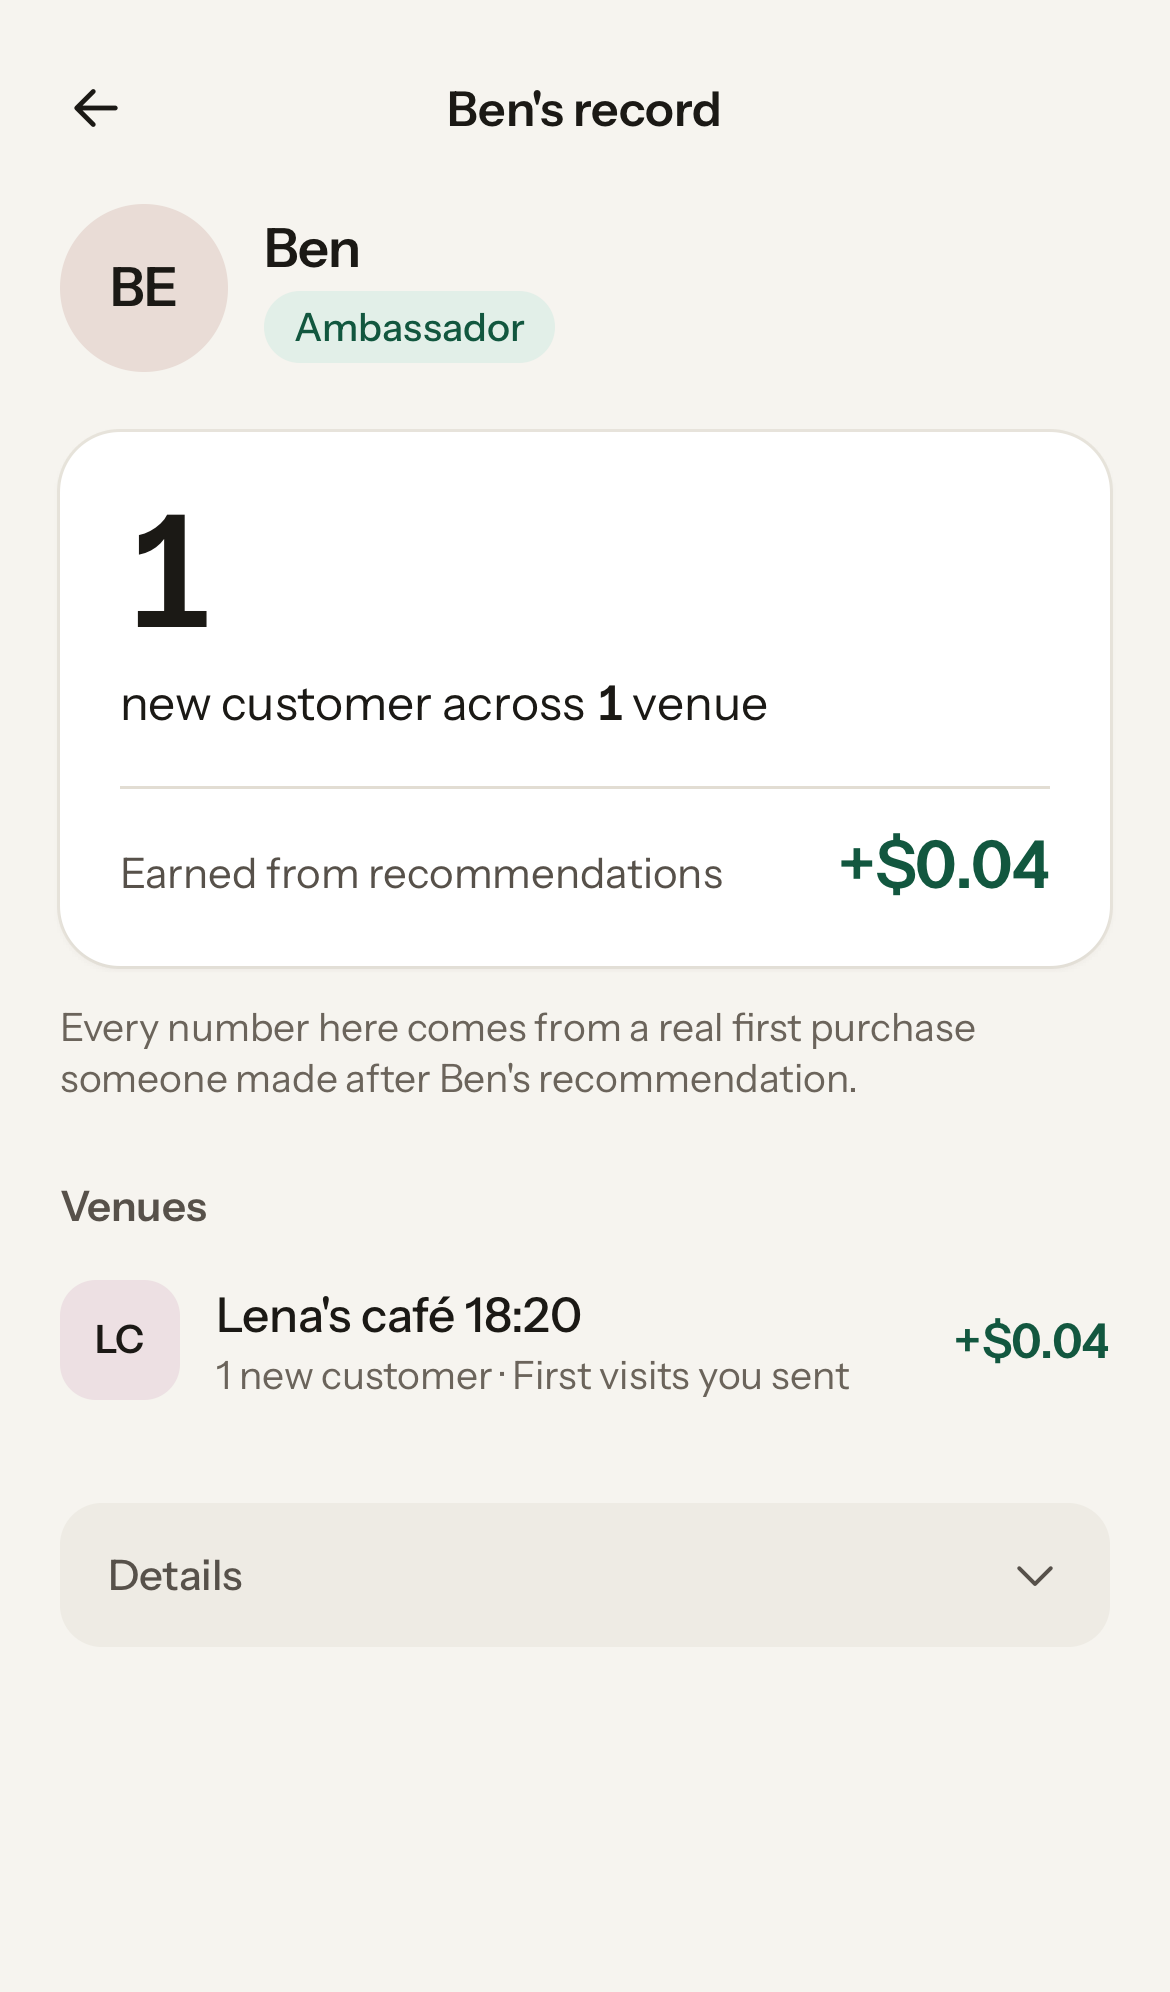 Ben's record
BE
Ben
Ambassador
1
new customer across 1 venue
Earned from recommendations
+$0.04
Every number here comes from a real first purchase
someone made after Ben's recommendation.
Venues
LC
Lena's café 18:20
1 new customer · First visits you sent
+$0.04
Details